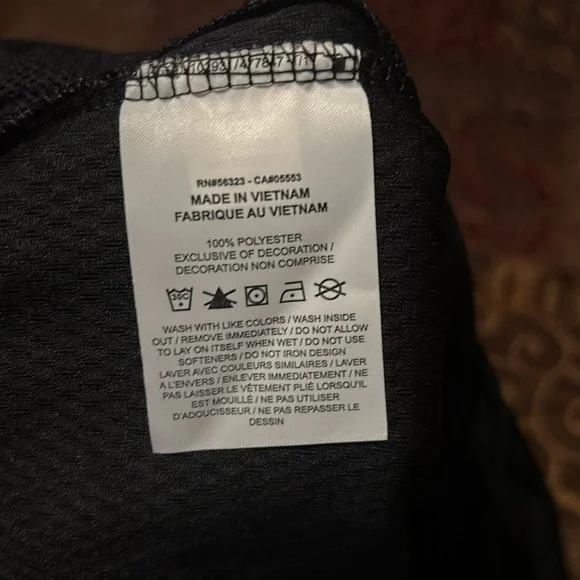 RN#56323 - CA#05553
MADE IN VIETNAM
FABRIQUE AU VIETNAM
100% POLYESTER
EXCLUSIVE OF DECORATION /
DECORATION NON COMPRISE
30C
WASH WITH LIKE COLORS / WASH INSIDE
OUT / REMOVE IMMEDIATELY / DO NOT ALLOW
TO LAY ON ITSELF WHEN WET / DO NOT USE
SOFTENERS / DO NOT IRON DESIGN
LAVER AVEC COULEURS SIMILAIRES / LAVER
A L'ENVERS / ENLEVER IMMEDIATEMENT / NE
PAS LAISSER LE VÊTEMENT PLIÉ LORSQU'IL
EST MOUILLÉ / NE PAS UTILISER
D'ADOUCISSEUR / NE PAS REPASSER LE
DESSIN